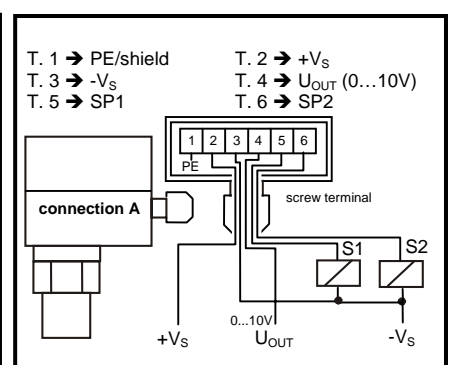 T. 1 ➔ PE/shield T. 2 ➔ +VS
T. 3 ➔ -VS T. 4 ➔ UOUT (0…10V)
T. 5 ➔ SP1 T. 6 ➔ SP2
1 2 3 4 5 6
PE
connection A
screw terminal
S1 S2
0...10V
+VS UOUT -VS